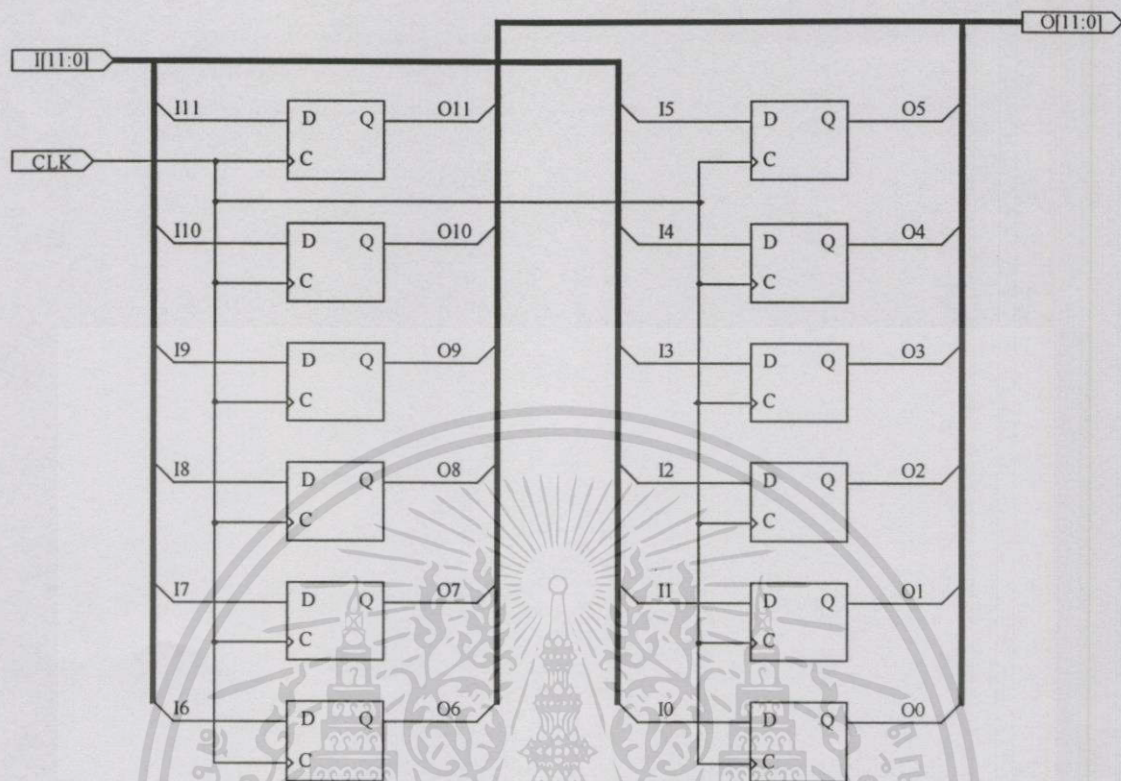 O[11:0]
I[11:0]
I11 D Q O11 I5 D Q O5
CLK C C
I10 D Q O10 I4 D Q O4
C C
I9 D Q O9 I3 D Q O3
C C
I8 D Q O8 I2 D Q O2
C C
I7 D Q O7 I1 D Q O1
C C
I6 D Q O6 I0 D Q O0
C C